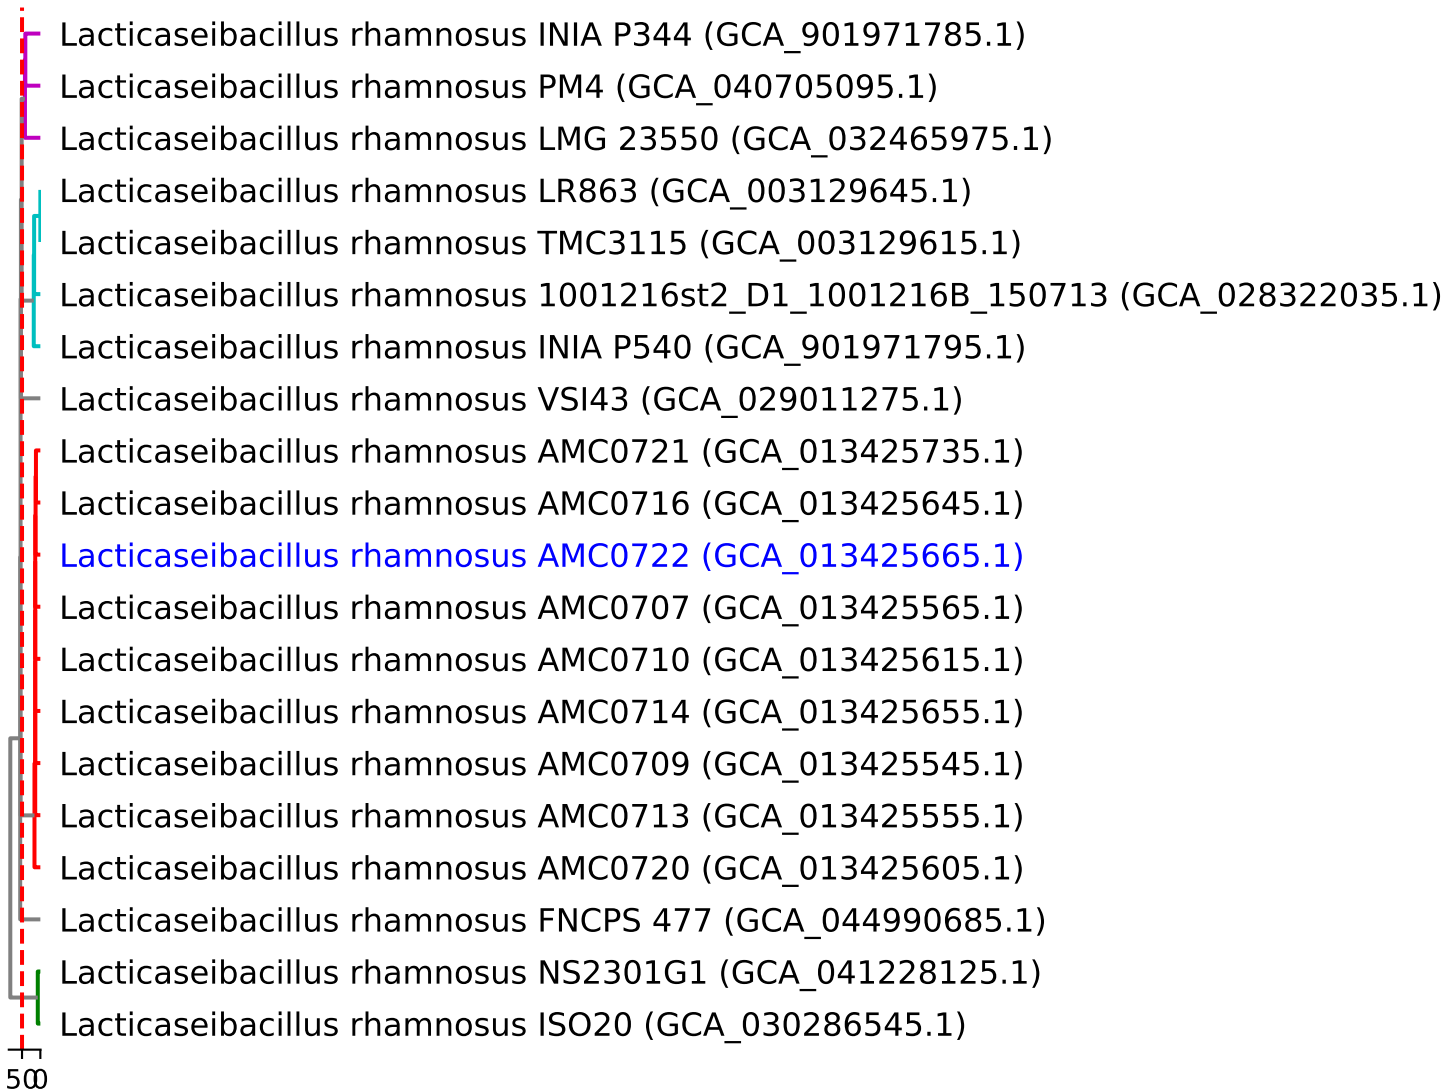 Lacticaseibacillus rhamnosus INIA P344 (GCA_901971785.1)
Lacticaseibacillus rhamnosus PM4 (GCA_040705095.1)
Lacticaseibacillus rhamnosus LMG 23550 (GCA_032465975.1)
Lacticaseibacillus rhamnosus LR863 (GCA_003129645.1)
Lacticaseibacillus rhamnosus TMC3115 (GCA_003129615.1)
Lacticaseibacillus rhamnosus 1001216st2_D1_1001216B_150713 (GCA_028322035.1)
Lacticaseibacillus rhamnosus INIA P540 (GCA_901971795.1)
Lacticaseibacillus rhamnosus VSI43 (GCA_029011275.1)
Lacticaseibacillus rhamnosus AMC0721 (GCA_013425735.1)
Lacticaseibacillus rhamnosus AMC0716 (GCA_013425645.1)
Lacticaseibacillus rhamnosus AMC0722 (GCA_013425665.1)
Lacticaseibacillus rhamnosus AMC0707 (GCA_013425565.1)
Lacticaseibacillus rhamnosus AMC0710 (GCA_013425615.1)
Lacticaseibacillus rhamnosus AMC0714 (GCA_013425655.1)
Lacticaseibacillus rhamnosus AMC0709 (GCA_013425545.1)
Lacticaseibacillus rhamnosus AMC0713 (GCA_013425555.1)
Lacticaseibacillus rhamnosus AMC0720 (GCA_013425605.1)
Lacticaseibacillus rhamnosus FNCPS 477 (GCA_044990685.1)
Lacticaseibacillus rhamnosus NS2301G1 (GCA_041228125.1)
Lacticaseibacillus rhamnosus ISO20 (GCA_030286545.1)
50 0